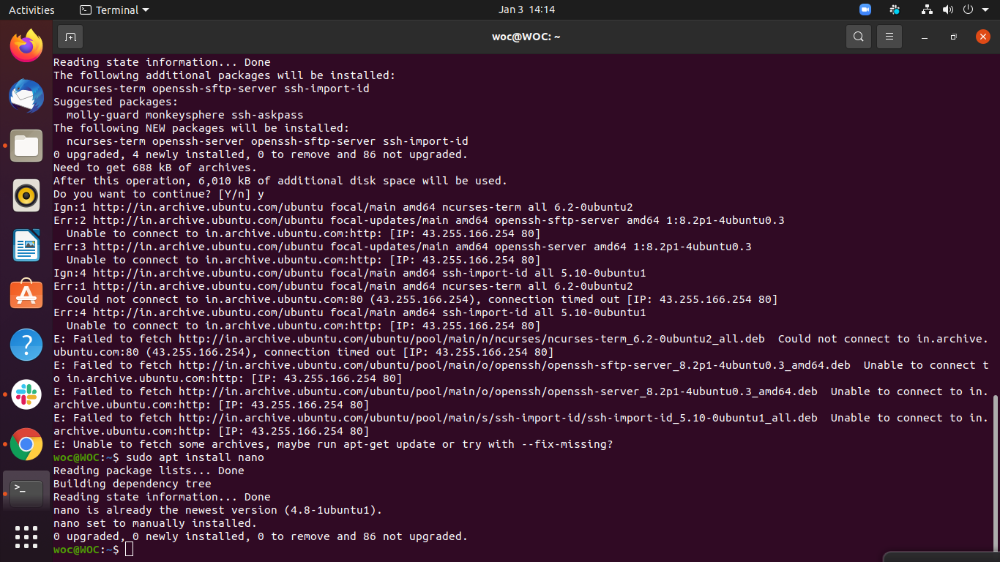 Activities
Terminal
Jan 3 14:14
woc@WOC: ~
Reading state information... Done
The following additional packages will be installed:
  ncurses-term openssh-sftp-server ssh-import-id
Suggested packages:
  molly-guard monkeysphere ssh-askpass
The following NEW packages will be installed:
  ncurses-term openssh-server openssh-sftp-server ssh-import-id
0 upgraded, 4 newly installed, 0 to remove and 86 not upgraded.
Need to get 688 kB of archives.
After this operation, 6,010 kB of additional disk space will be used.
Do you want to continue? [Y/n] y
Ign:1 http://in.archive.ubuntu.com/ubuntu focal/main amd64 ncurses-term all 6.2-0ubuntu2
Err:2 http://in.archive.ubuntu.com/ubuntu focal-updates/main amd64 openssh-sftp-server amd64 1:8.2p1-4ubuntu0.3
  Unable to connect to in.archive.ubuntu.com:http: [IP: 43.255.166.254 80]
Err:3 http://in.archive.ubuntu.com/ubuntu focal-updates/main amd64 openssh-server amd64 1:8.2p1-4ubuntu0.3
  Unable to connect to in.archive.ubuntu.com:http: [IP: 43.255.166.254 80]
Ign:4 http://in.archive.ubuntu.com/ubuntu focal/main amd64 ssh-import-id all 5.10-0ubuntu1
Err:1 http://in.archive.ubuntu.com/ubuntu focal/main amd64 ncurses-term all 6.2-0ubuntu2
  Could not connect to in.archive.ubuntu.com:80 (43.255.166.254), connection timed out [IP: 43.255.166.254 80]
Err:4 http://in.archive.ubuntu.com/ubuntu focal/main amd64 ssh-import-id all 5.10-0ubuntu1
  Unable to connect to in.archive.ubuntu.com:http: [IP: 43.255.166.254 80]
E: Failed to fetch http://in.archive.ubuntu.com/ubuntu/pool/main/n/ncurses/ncurses-term_6.2-0ubuntu2_all.deb  Could not connect to in.archive.
ubuntu.com:80 (43.255.166.254), connection timed out [IP: 43.255.166.254 80]
E: Failed to fetch http://in.archive.ubuntu.com/ubuntu/pool/main/o/openssh/openssh-sftp-server_8.2p1-4ubuntu0.3_amd64.deb  Unable to connect t
o in.archive.ubuntu.com:http: [IP: 43.255.166.254 80]
E: Failed to fetch http://in.archive.ubuntu.com/ubuntu/pool/main/o/openssh/openssh-server_8.2p1-4ubuntu0.3_amd64.deb  Unable to connect to in.
archive.ubuntu.com:http: [IP: 43.255.166.254 80]
E: Failed to fetch http://in.archive.ubuntu.com/ubuntu/pool/main/s/ssh-import-id/ssh-import-id_5.10-0ubuntu1_all.deb  Unable to connect to in.
archive.ubuntu.com:http: [IP: 43.255.166.254 80]
E: Unable to fetch some archives, maybe run apt-get update or try with --fix-missing?
woc@WOC:~$ sudo apt install nano
Reading package lists... Done
Building dependency tree
Reading state information... Done
nano is already the newest version (4.8-1ubuntu1).
nano set to manually installed.
0 upgraded, 0 newly installed, 0 to remove and 86 not upgraded.
woc@WOC:~$